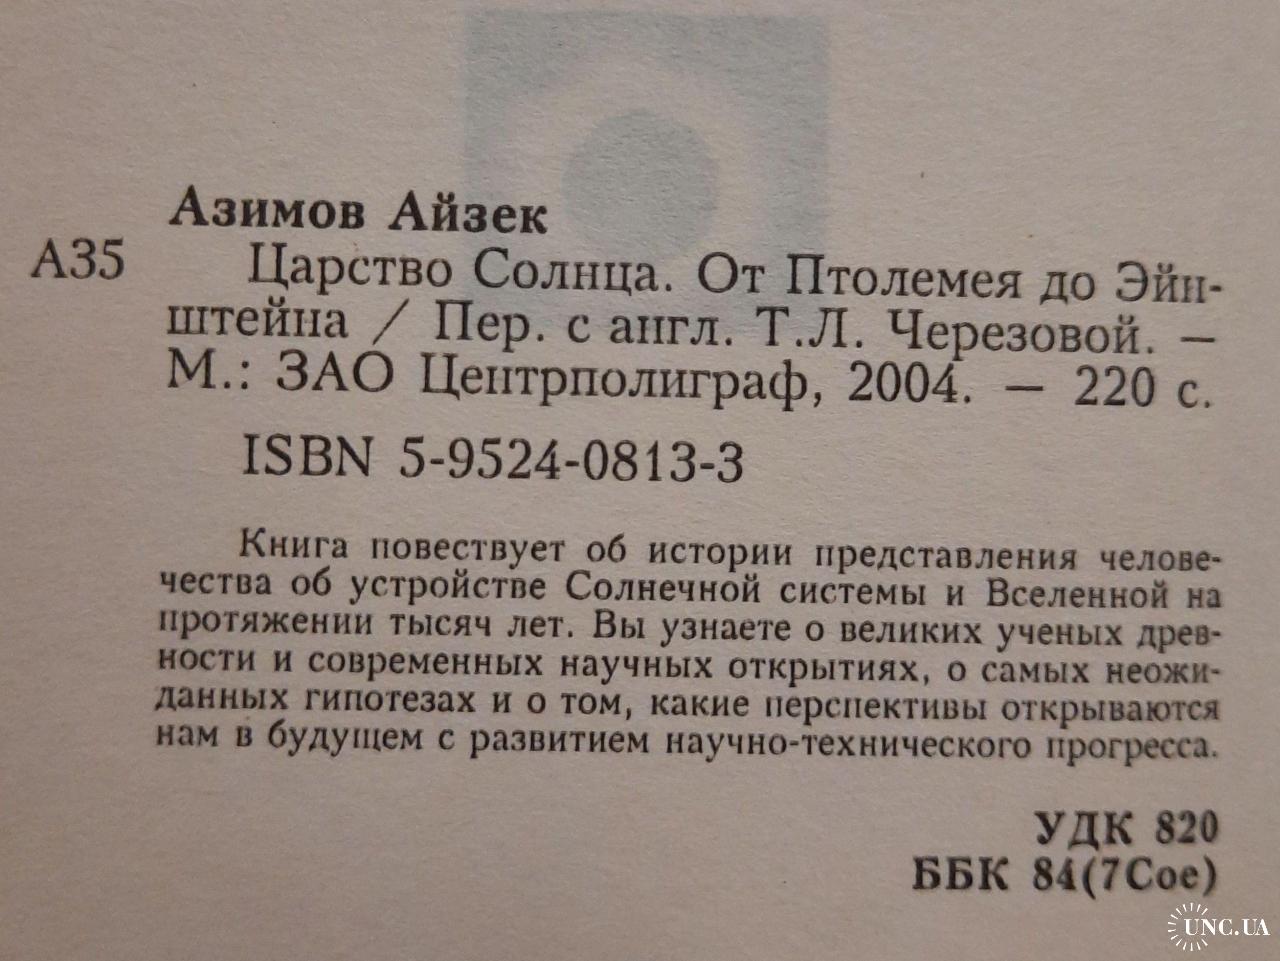 Азимов Айзек
А35
Царство Солнца. От Птолемея до Эйн-
штейна / Пер. с англ. Т.Л. Черезовой. —
М.: ЗАО Центрполиграф, 2004. — 220 с.
ISBN 5-9524-0813-3
Книга повествует об истории представления челове-
чества об устройстве Солнечной системы и Вселенной на
протяжении тысяч лет. Вы узнаете о великих ученых древ-
ности и современных научных открытиях, о самых неожи-
данных гипотезах и о том, какие перспективы открываются
нам в будущем с развитием научно-технического прогресса.
УДК 820
ББК 84(7Сое)
UNC.UA